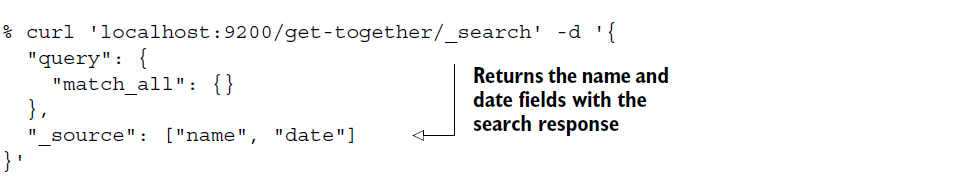 % curl 'localhost:9200/get-together/_search' -d '{
"query": {
"match_all": {}
},
"_source": ["name", "date"]
}'
Returns the name and
date fields with the
search response